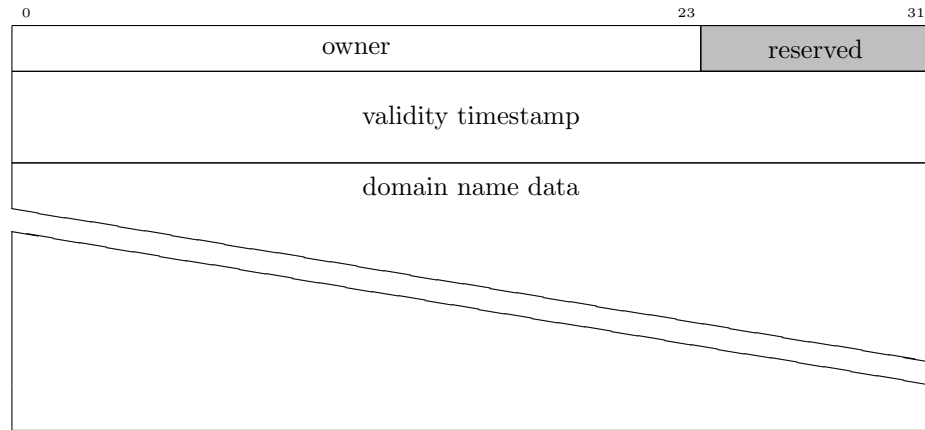 0 23 31
owner reserved
validity timestamp
domain name data